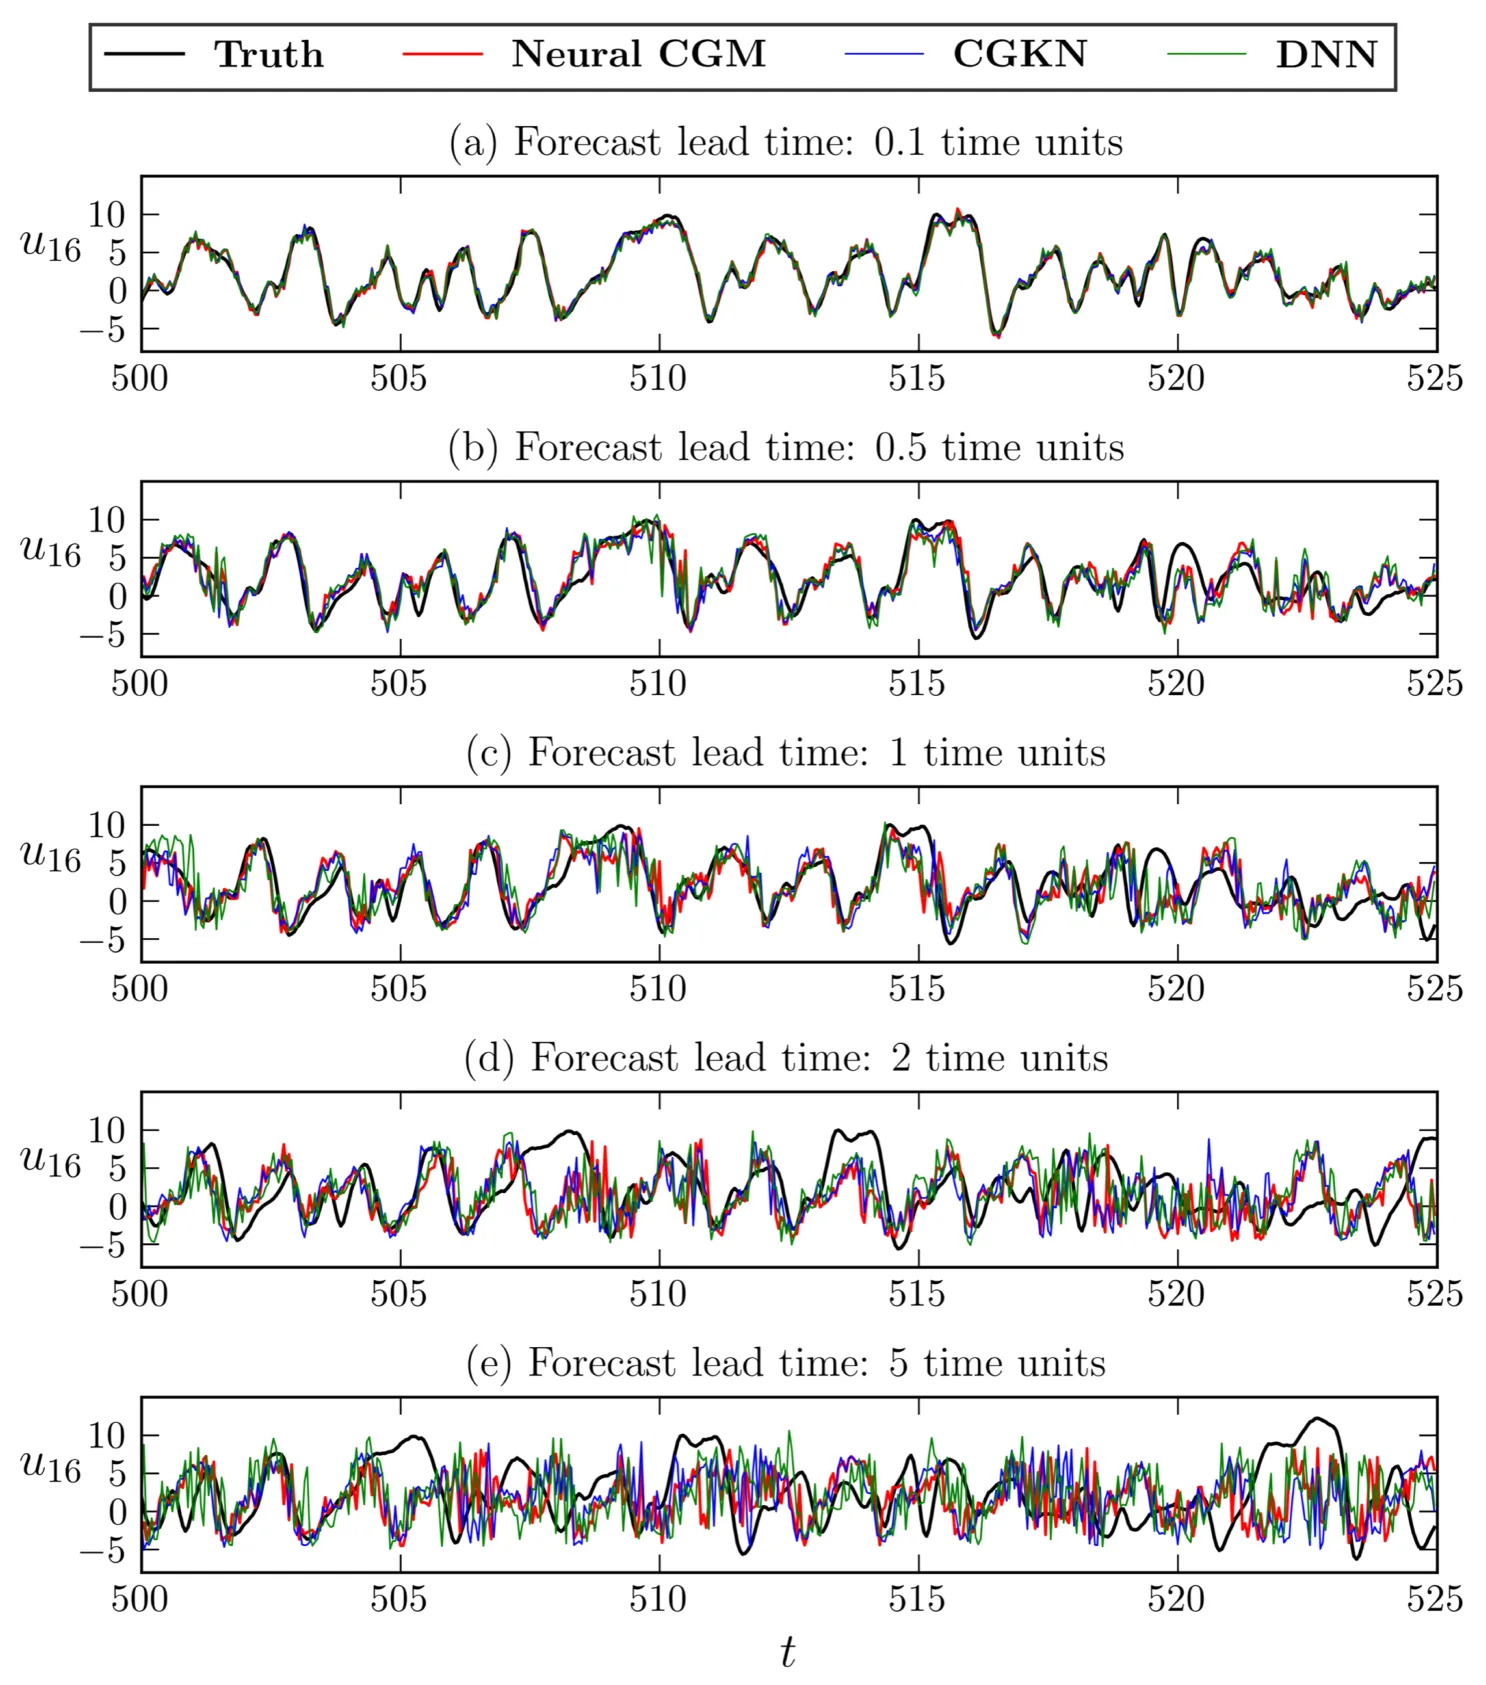 Truth Neural CGM CGKN DNN
(a) Forecast lead time: 0.1 time units
u₁₆
10
5
0
−5
500 505 510 515 520 525
(b) Forecast lead time: 0.5 time units
u₁₆
10
5
0
−5
500 505 510 515 520 525
(c) Forecast lead time: 1 time units
u₁₆
10
5
0
−5
500 505 510 515 520 525
(d) Forecast lead time: 2 time units
u₁₆
10
5
0
−5
500 505 510 515 520 525
(e) Forecast lead time: 5 time units
u₁₆
10
5
0
−5
500 505 510 515 520 525
t